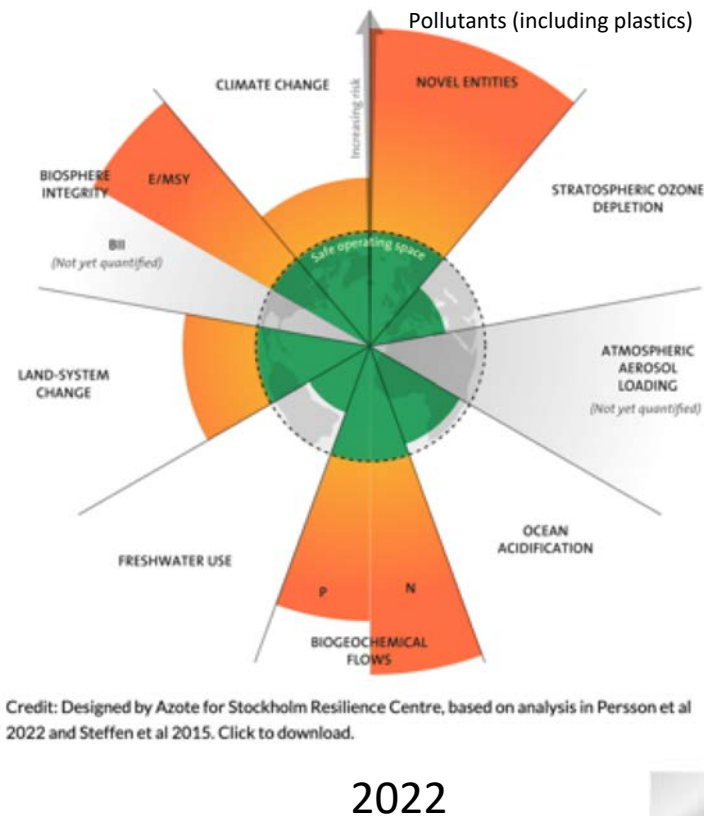 Pollutants (including plastics)
Increasing risk
CLIMATE CHANGE
NOVEL ENTITIES
BIOSPHERE
INTEGRITY
E/MSY
STRATOSPHERIC OZONE
DEPLETION
BII
(Not yet quantified)
Safe operating space
LAND-SYSTEM
CHANGE
ATMOSPHERIC
AEROSOL
LOADING
(Not yet quantified)
FRESHWATER USE
OCEAN
ACIDIFICATION
P
N
BIOGEOCHEMICAL
FLOWS
Credit: Designed by Azote for Stockholm Resilience Centre, based on analysis in Persson et al
2022 and Steffen et al 2015. Click to download.
2022